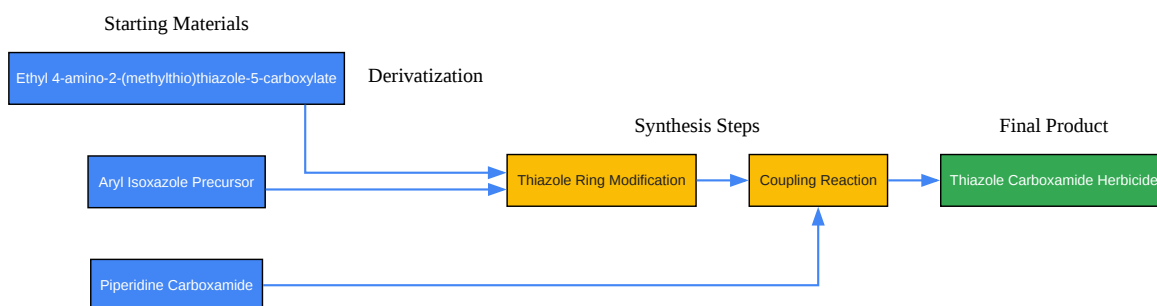 Starting Materials
Ethyl 4-amino-2-(methylthio)thiazole-5-carboxylate
Derivatization
Synthesis Steps
Final Product
Aryl Isoxazole Precursor
Thiazole Ring Modification
Coupling Reaction
Thiazole Carboxamide Herbicide
Piperidine Carboxamide